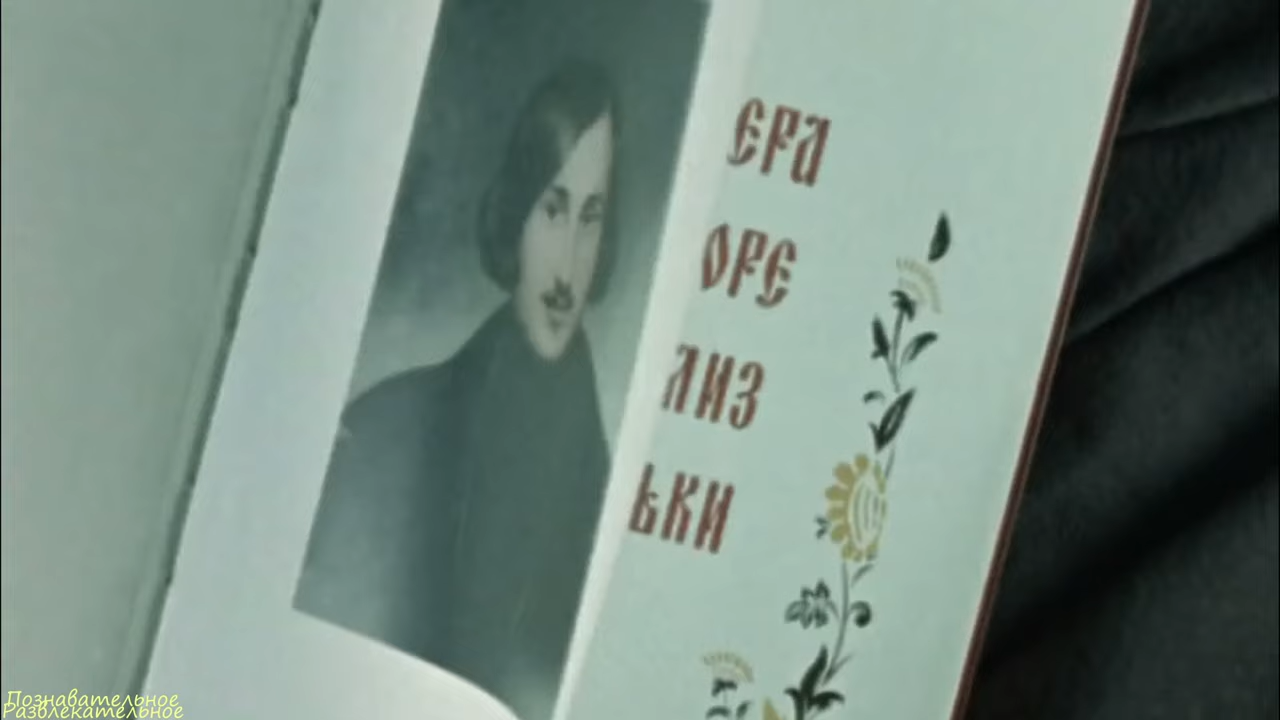 ЕРА
ОРЕ
ЛИЗ
ЬКИ
Познавательное
Развлекательное